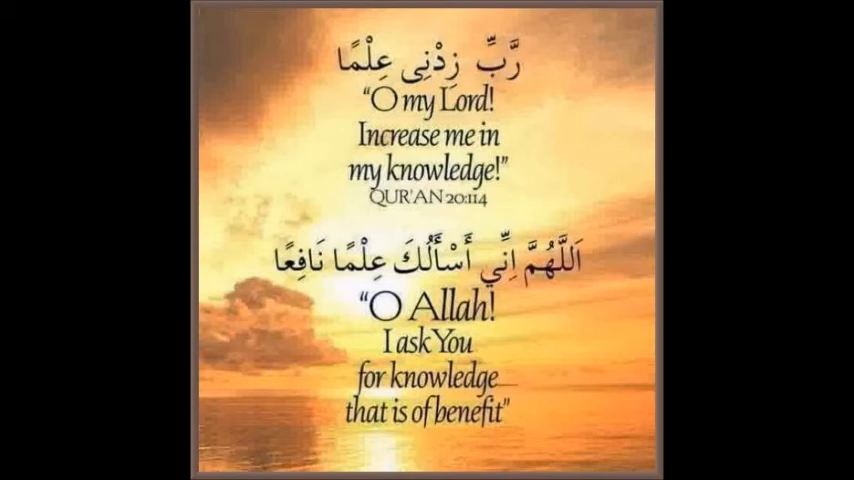 رَّبِّ زِدْنِى عِلْمًا
“O my Lord!
Increase me in
my knowledge!”
QUR'AN 20:114
اَللَّهُمَّ اِنِّي أَسْأَلُكَ عِلْمًا نَافِعًا
“O Allah!
I ask You
for knowledge
that is of benefit”